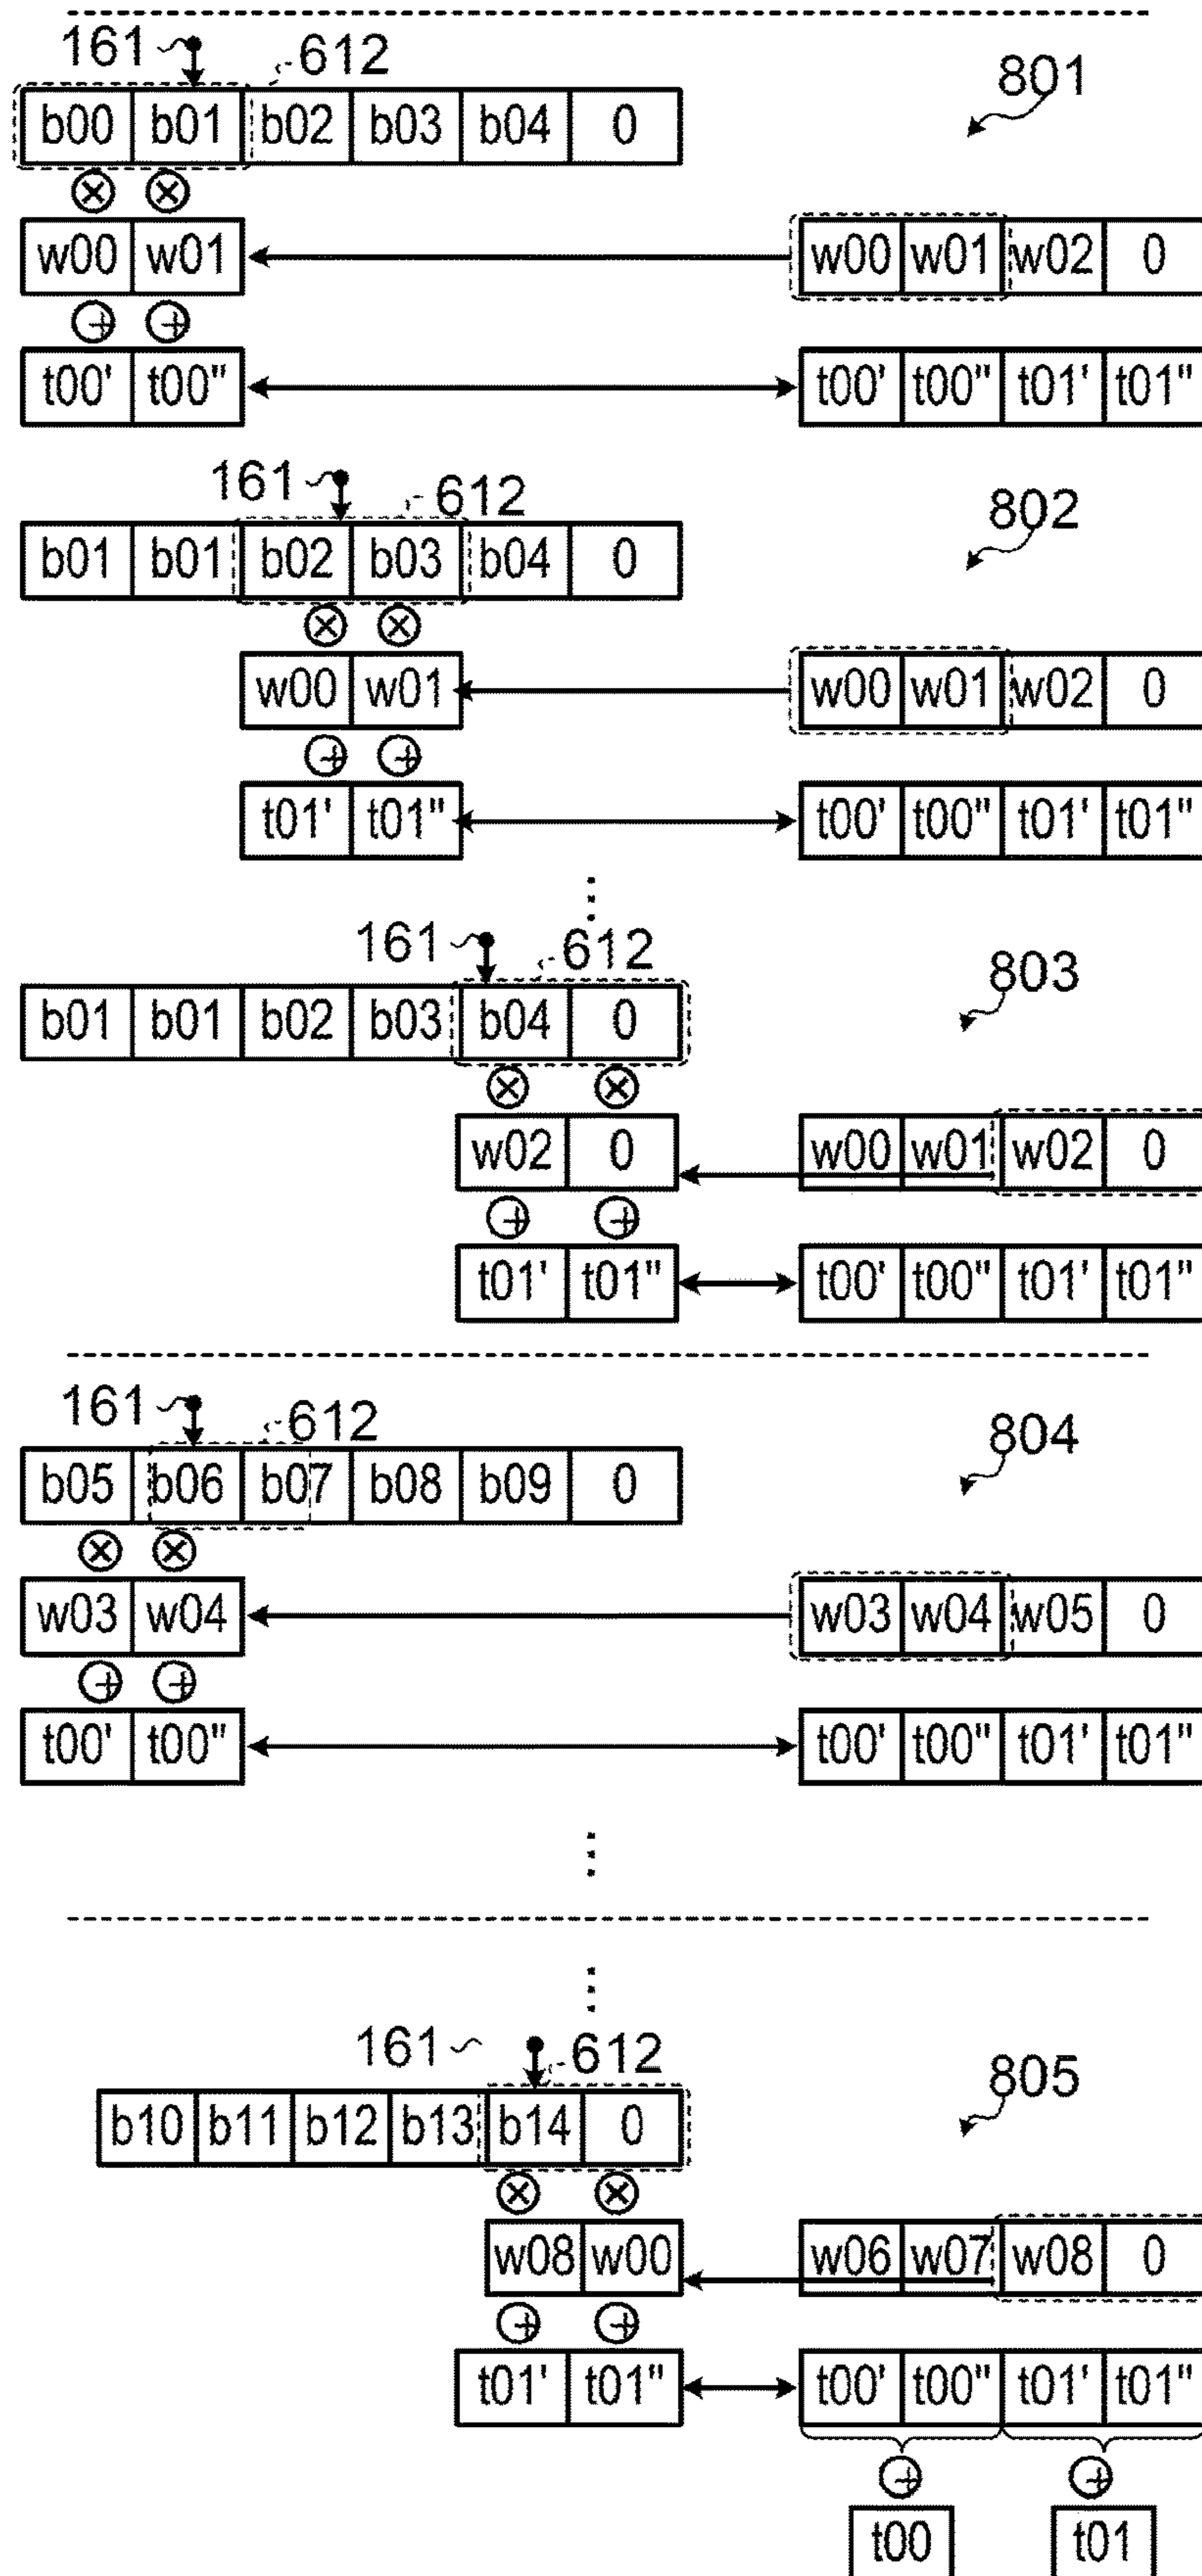 161 612 801
b00 b01 b02 b03 b04 0
w00 w01 w00 w01 w02 0
t00' t00" t00' t00" t01' t01"
161 612 802
b01 b01 b02 b03 b04 0
w00 w01 w00 w01 w02 0
t01' t01" t00' t00" t01' t01"
161 612 803
b01 b01 b02 b03 b04 0
w02 0 w00 w01 w02 0
t01' t01" t00' t00" t01' t01"
161 612 804
b05 b06 b07 b08 b09 0
w03 w04 w03 w04 w05 0
t00' t00" t00' t00" t01' t01"
161 612 805
b10 b11 b12 b13 b14 0
w08 w00 w06 w07 w08 0
t01' t01" t00' t00" t01' t01"
t00 t01